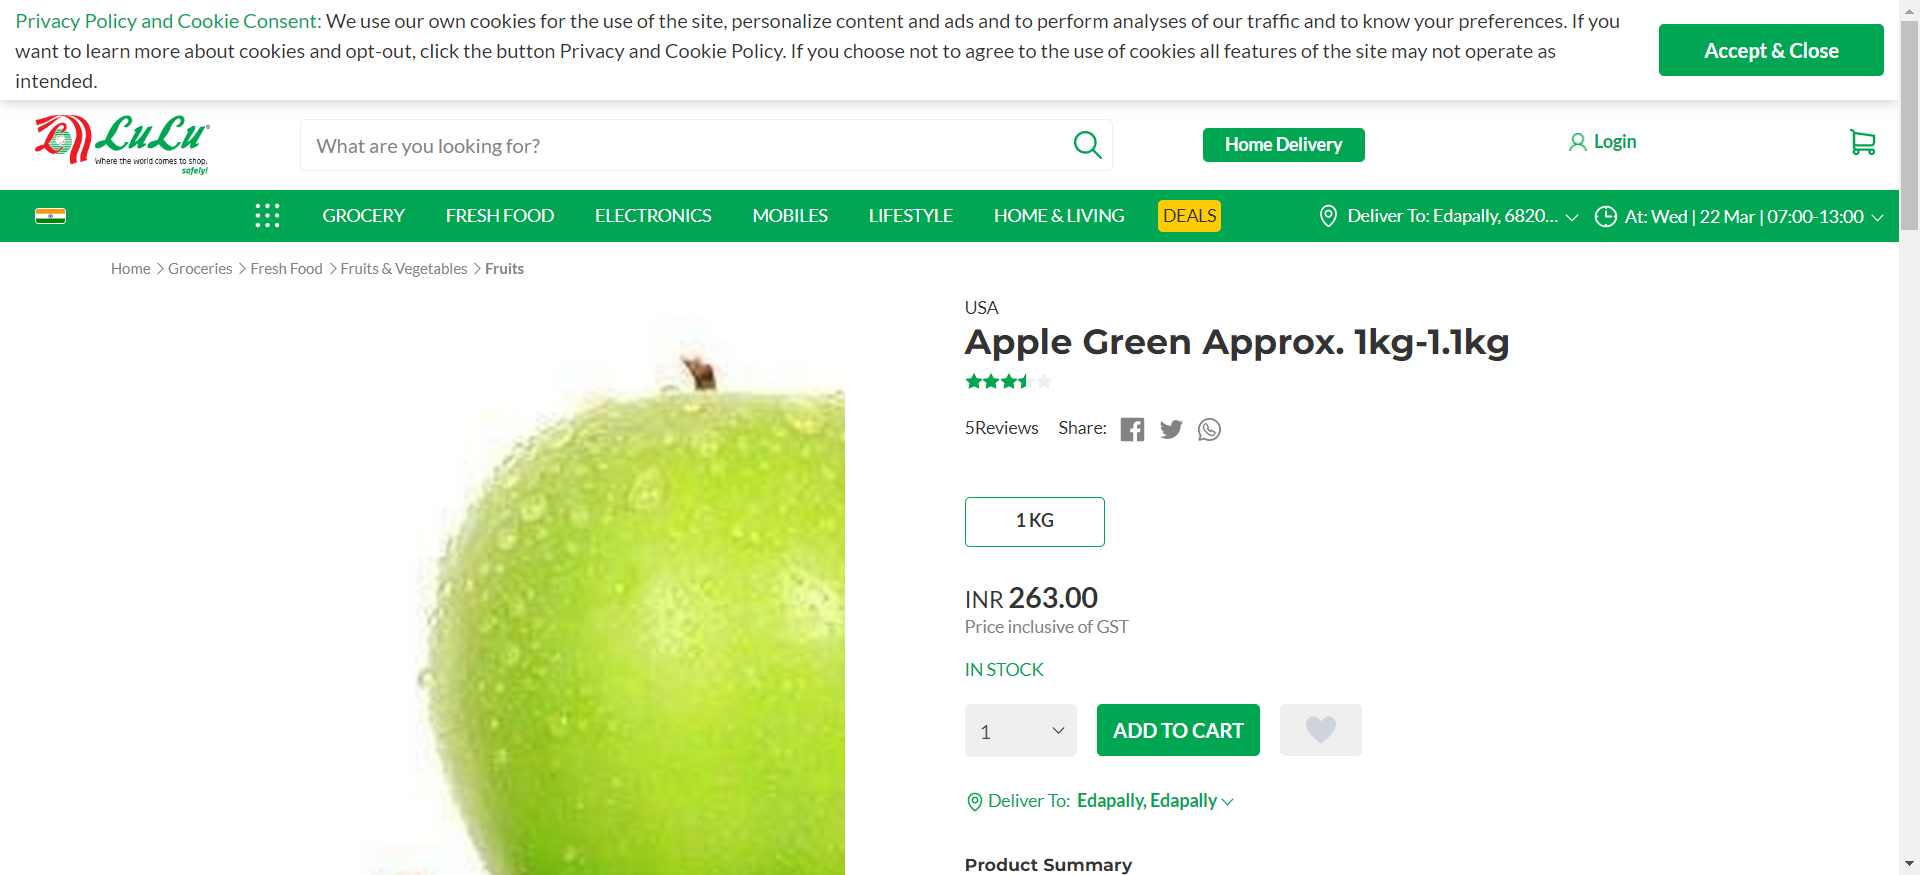 Privacy Policy and Cookie Consent: We use our own cookies for the use of the site, personalize content and ads and to perform analyses of our traffic and to know your preferences. If you
want to learn more about cookies and opt-out, click the button Privacy and Cookie Policy. If you choose not to agree to the use of cookies all features of the site may not operate as
intended.
Accept & Close
LuLu
Where the world comes to shop,
safely!
What are you looking for?
Home Delivery
Login
GROCERY
FRESH FOOD
ELECTRONICS
MOBILES
LIFESTYLE
HOME & LIVING
DEALS
Deliver To: Edapally, 6820...
At: Wed | 22 Mar | 07:00-13:00
Home > Groceries > Fresh Food > Fruits & Vegetables > Fruits
USA
Apple Green Approx. 1kg-1.1kg
5Reviews
Share:
1 KG
INR 263.00
Price inclusive of GST
IN STOCK
1
ADD TO CART
Deliver To: Edapally, Edapally
Product Summary